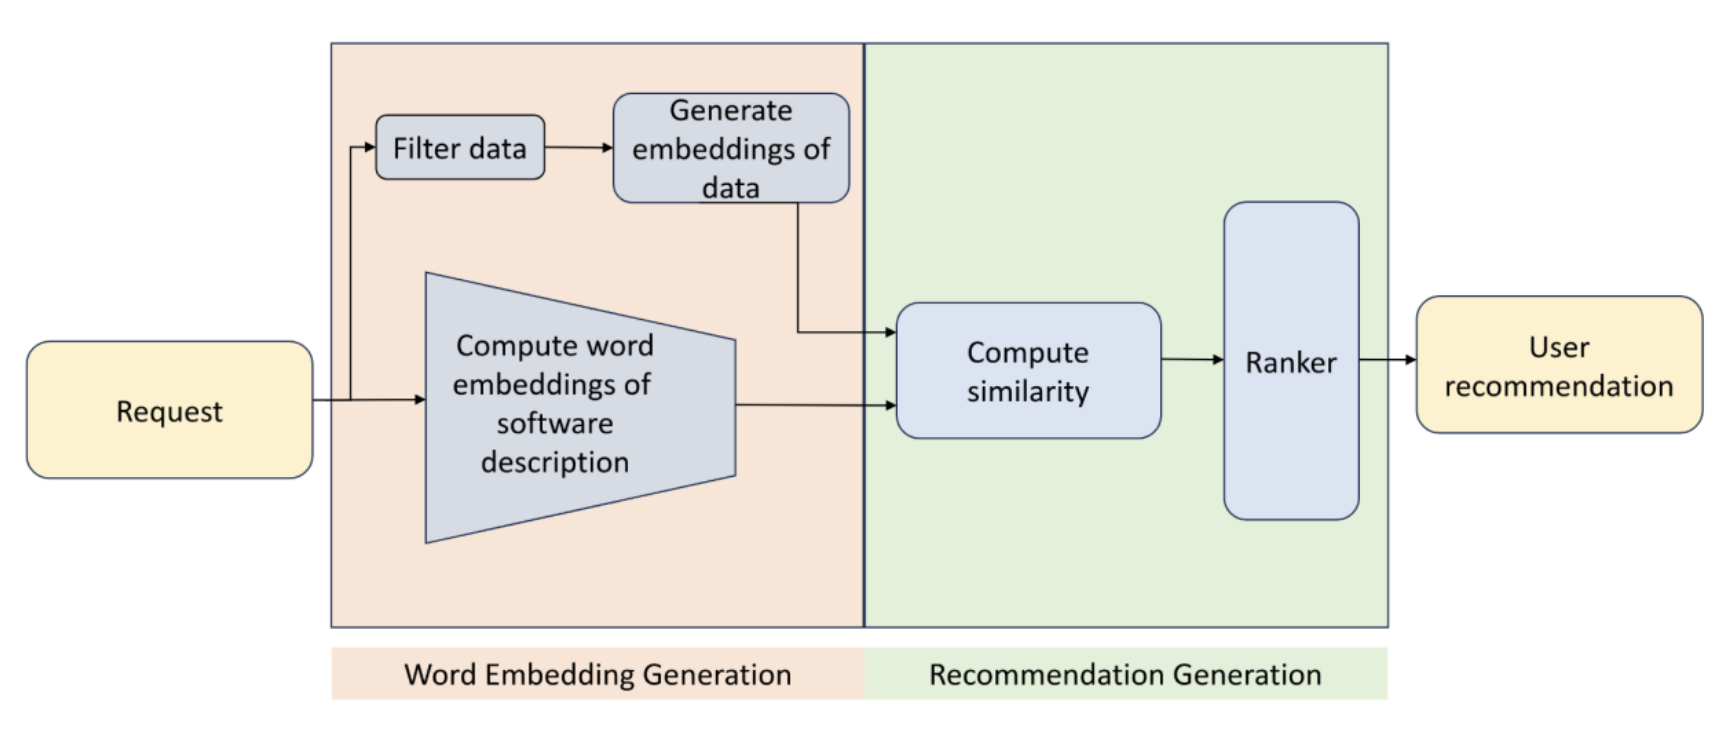 Request
Filter data
Generate
embeddings of
data
Compute word
embeddings of
software
description
Compute
similarity
Ranker
User
recommendation
Word Embedding Generation
Recommendation Generation